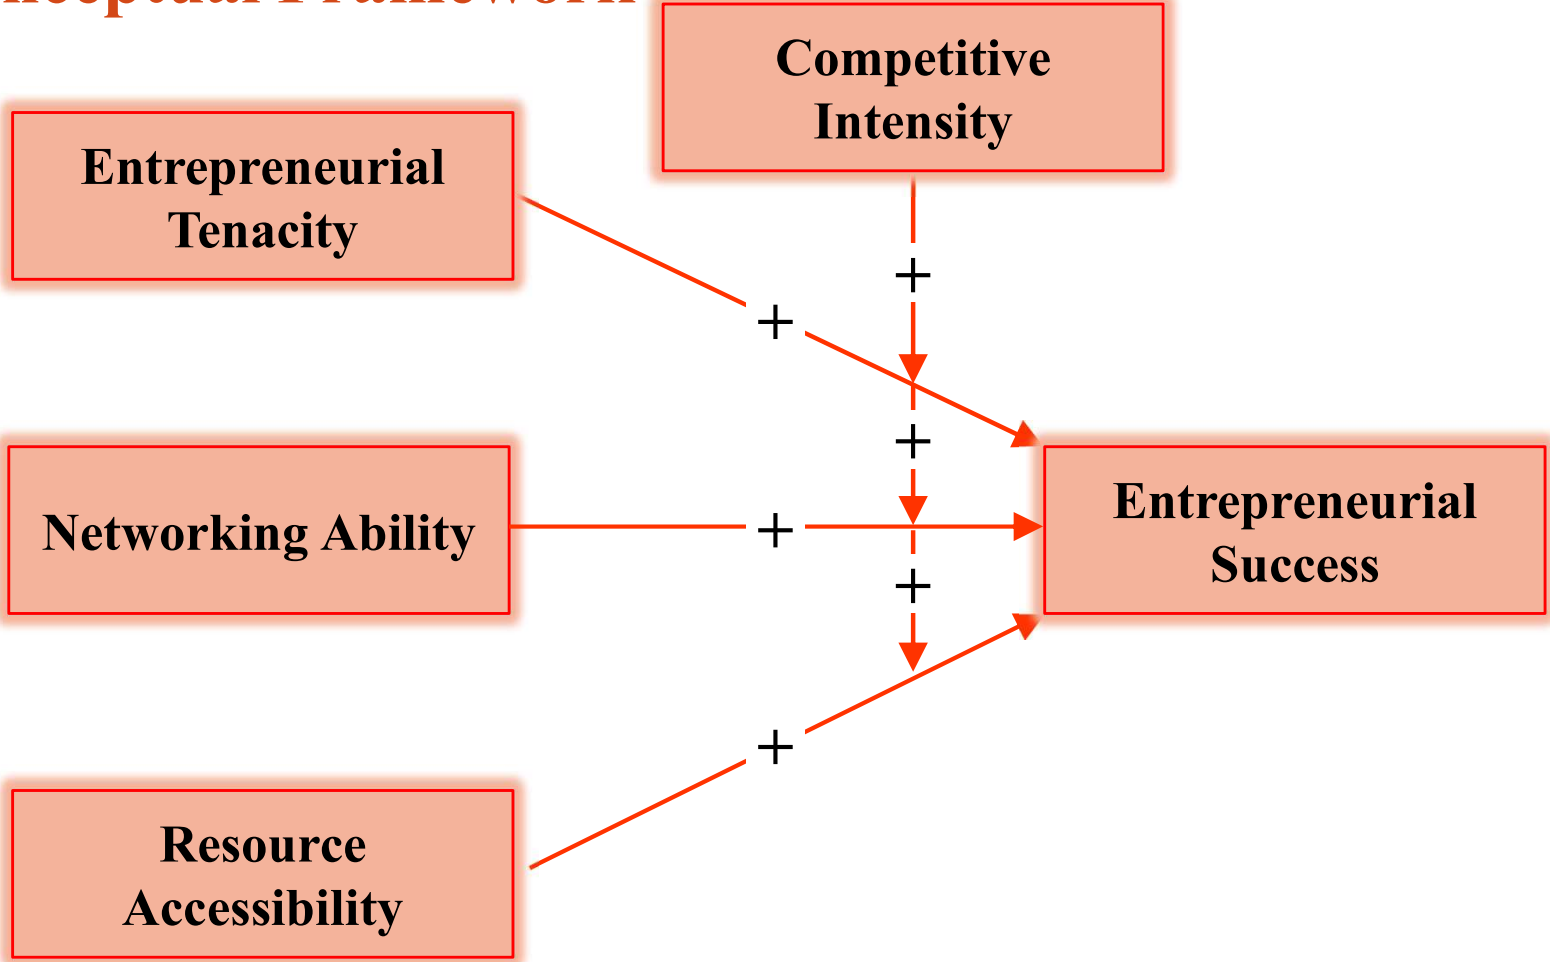 Competitive
Intensity
Entrepreneurial
Tenacity
+
+
+
Networking Ability
+
Entrepreneurial
Success
+
+
Resource
Accessibility